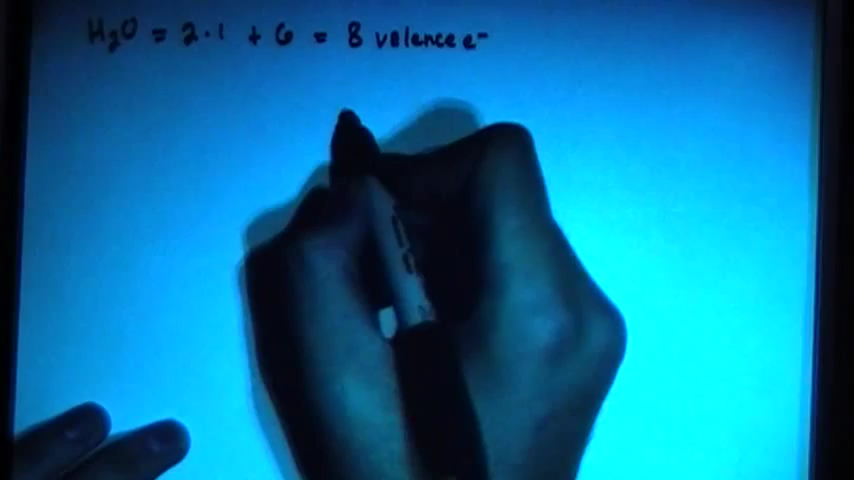 H₂O = 2·1 + 6 = 8 valence e⁻